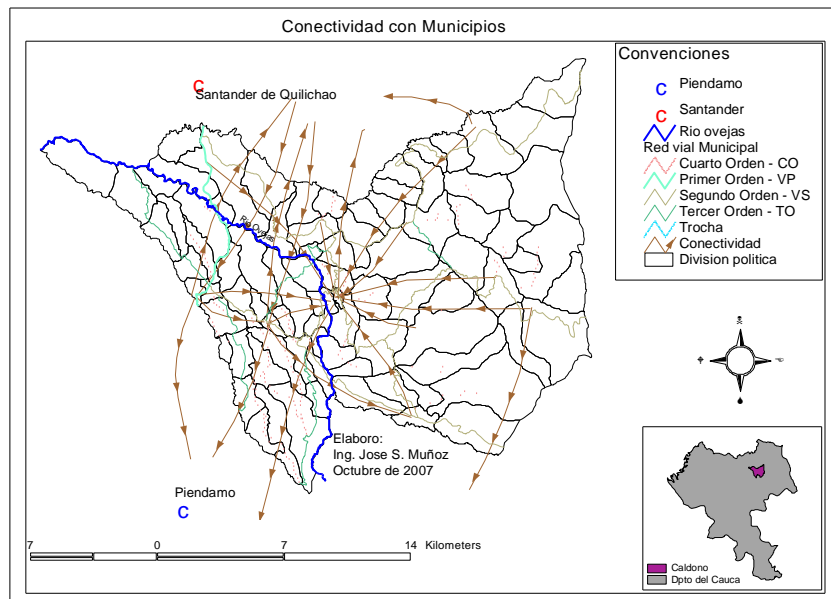 Conectividad con Municipios
C
Santander de Quilichao
Rio Ovejas
Elaboro:
Ing. Jose S. Muñoz
Octubre de 2007
Piendamo
C
7 0 7 14 Kilometers
Convenciones
C Piendamo
C Santander
Rio ovejas
Red vial Municipal
Cuarto Orden - CO
Primer Orden - VP
Segundo Orden - VS
Tercer Orden - TO
Trocha
Conectividad
Division politica
Caldono
Dpto del Cauca